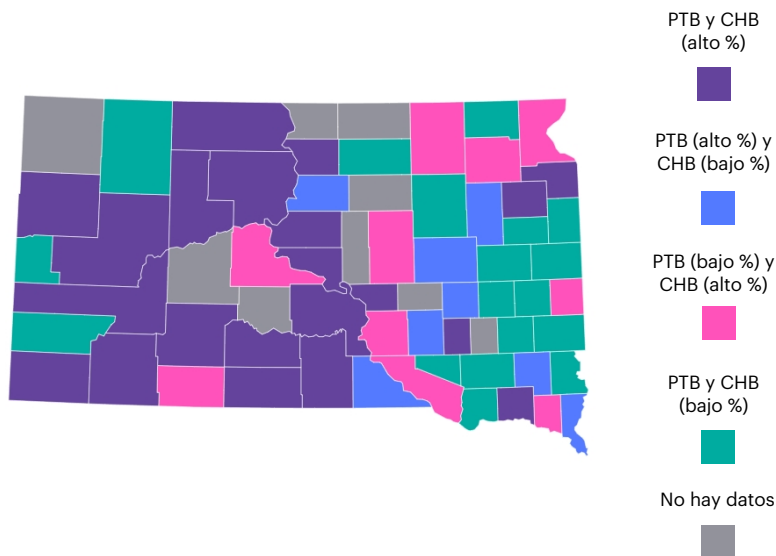 PTB y CHB
(alto %)
PTB (alto %) y
CHB (bajo %)
PTB (bajo %) y
CHB (alto %)
PTB y CHB
(bajo %)
No hay datos